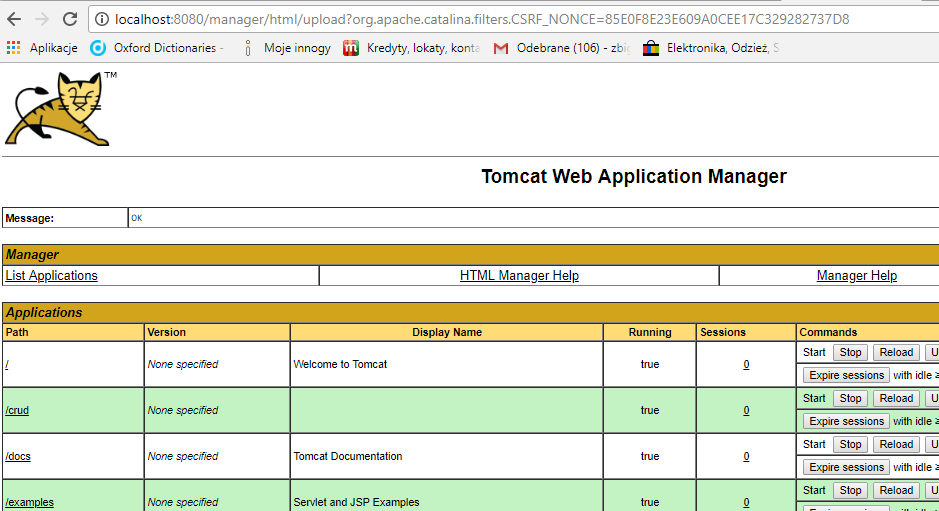 localhost:8080/manager/html/upload?org.apache.catalina.filters.CSRF_NONCE=85E0F8E23E609A0CEE17C329282737D8
Aplikacje Oxford Dictionaries - Moje innogy Kredyty, lokaty, konta Odebrane (106) - zbig Elektronika, Odzież, S
TM
Tomcat Web Application Manager
Message: OK
Manager
List Applications HTML Manager Help Manager Help
Applications
Path Version Display Name Running Sessions Commands
/ None specified Welcome to Tomcat true 0 Start Stop Reload U
Expire sessions with idle ≥
/crud None specified true 0 Start Stop Reload U
Expire sessions with idle ≥
/docs None specified Tomcat Documentation true 0 Start Stop Reload U
Expire sessions with idle ≥
/examples None specified Servlet and JSP Examples true 0 Start Stop Reload U